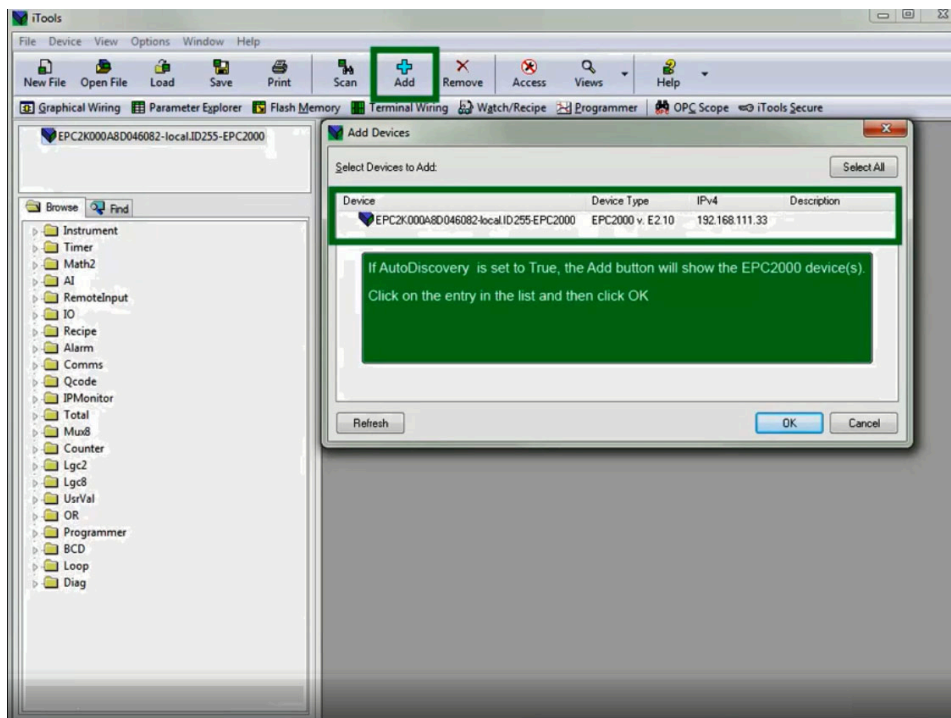 iTools
File Device View Options Window Help
New File Open File Load Save Print Scan Add Remove Access Views Help
Graphical Wiring Parameter Explorer Flash Memory Terminal Wiring Watch/Recipe Programmer OPC Scope iTools Secure
EPC2K000A8D046082-local.ID255-EPC2000
Browse Find
Instrument
Timer
Math2
AI
RemoteInput
IO
Recipe
Alarm
Comms
Qcode
IPMonitor
Total
Mux8
Counter
Lgc2
Lgc8
UsrVal
OR
Programmer
BCD
Loop
Diag
Add Devices
Select Devices to Add:
Select All
Device Device Type IPv4 Description
EPC2K000A8D046082-local.ID255-EPC2000 EPC2000 v. E2.10 192.168.111.33
If AutoDiscovery is set to True, the Add button will show the EPC2000 device(s).
Click on the entry in the list and then click OK
Refresh OK Cancel